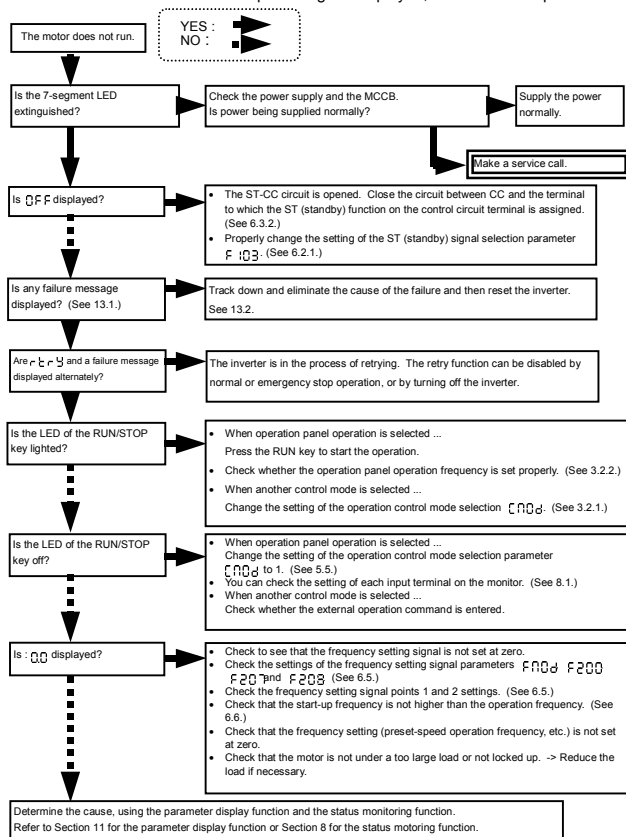 YES :
NO :
The motor does not run.
Is the 7-segment LED
extinguished?
Check the power supply and the MCCB.
Is power being supplied normally?
Supply the power
normally.
Make a service call.
Is OFF displayed?
• The ST-CC circuit is opened. Close the circuit between CC and the terminal
to which the ST (standby) function on the control circuit terminal is assigned.
(See 6.3.2.)
• Properly change the setting of the ST (standby) signal selection parameter
F103. (See 6.2.1.)
Is any failure message
displayed? (See 13.1.)
Track down and eliminate the cause of the failure and then reset the inverter.
See 13.2.
Are rtry and a failure message
displayed alternately?
The inverter is in the process of retrying. The retry function can be disabled by
normal or emergency stop operation, or by turning off the inverter.
Is the LED of the RUN/STOP
key lighted?
• When operation panel operation is selected ...
Press the RUN key to start the operation.
• Check whether the operation panel operation frequency is set properly. (See 3.2.2.)
• When another control mode is selected ...
Change the setting of the operation control mode selection CMOd. (See 3.2.1.)
Is the LED of the RUN/STOP
key off?
• When operation panel operation is selected ...
Change the setting of the operation control mode selection parameter
CMOd to 1. (See 5.5.)
• You can check the setting of each input terminal on the monitor. (See 8.1.)
• When another control mode is selected ...
Check whether the external operation command is entered.
Is : 0.0 displayed?
• Check to see that the frequency setting signal is not set at zero.
• Check the settings of the frequency setting signal parameters FMOd F200
F207 and F208 (See 6.5.)
• Check the frequency setting signal points 1 and 2 settings. (See 6.5.)
• Check that the start-up frequency is not higher than the operation frequency. (See
6.6.)
• Check that the frequency setting (preset-speed operation frequency, etc.) is not set
at zero.
• Check that the motor is not under a too large load or not locked up. -> Reduce the
load if necessary.
Determine the cause, using the parameter display function and the status monitoring function.
Refer to Section 11 for the parameter display function or Section 8 for the status motoring function.